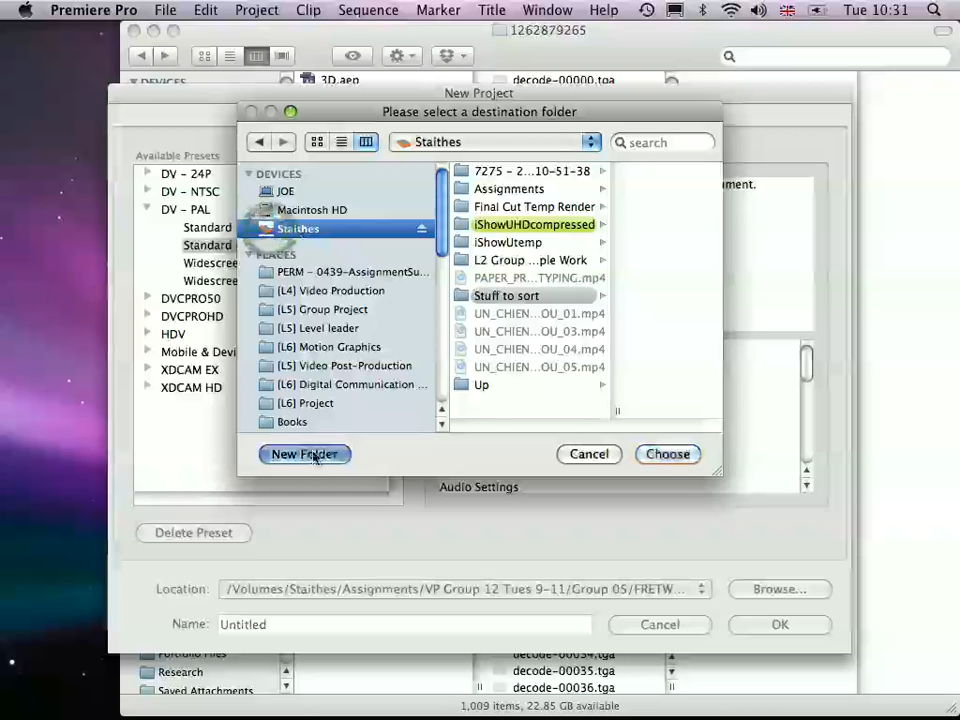 Premiere Pro File Edit Project Clip Sequence Marker Title Window Help Tue 10:31
1262879265
DEVICES 3D.aep decode-00000.tga
New Project
Please select a destination folder
Staithes search
Available Presets
DV - 24P
DV - NTSC
DV - PAL
Standard
Standard
Widescree
Widescree
DVCPRO50
DVCPROHD
HDV
Mobile & Devi
XDCAM EX
XDCAM HD
DEVICES
JOE
Macintosh HD
Staithes
PLACES
PERM - 0439-AssignmentSu...
[L4] Video Production
[L5] Group Project
[L5] Level leader
[L6] Motion Graphics
[L5] Video Post-Production
[L6] Digital Communication ...
[L6] Project
Books
7275 - 2...10-51-38
Assignments
Final Cut Temp Render
iShowUHDcompressed
iShowUtemp
L2 Group ...ple Work
PAPER_PR...TYPING.mp4
Stuff to sort
UN_CHIEN...OU_01.mp4
UN_CHIEN...OU_03.mp4
UN_CHIEN...OU_04.mp4
UN_CHIEN...OU_05.mp4
Up
ment.
New Folder Cancel Choose
Audio Settings
Delete Preset
Location: /Volumes/Staithes/Assignments/VP Group 12 Tues 9-11/Group 05/FRETW... Browse...
Name: Untitled Cancel OK
Portfolio Files decode-00034.tga
Research decode-00035.tga
Saved Attachments decode-00036.tga
1,009 items, 22.85 GB available